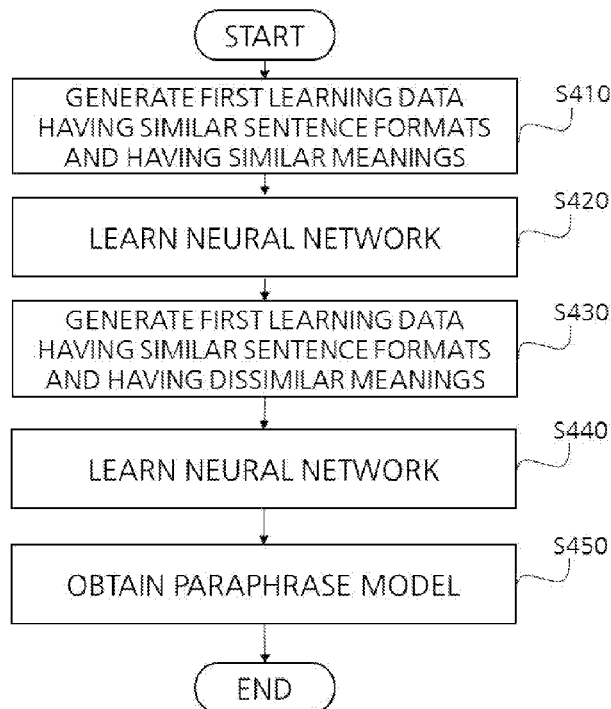 START
GENERATE FIRST LEARNING DATA
HAVING SIMILAR SENTENCE FORMATS
AND HAVING SIMILAR MEANINGS
S410
LEARN NEURAL NETWORK
S420
GENERATE FIRST LEARNING DATA
HAVING SIMILAR SENTENCE FORMATS
AND HAVING DISSIMILAR MEANINGS
S430
LEARN NEURAL NETWORK
S440
OBTAIN PARAPHRASE MODEL
S450
END